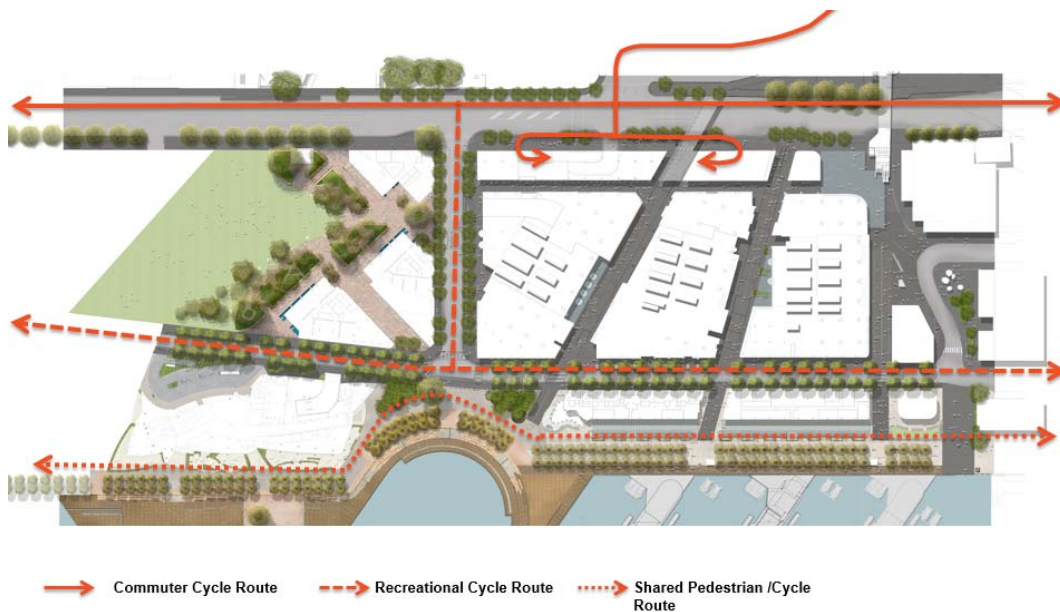 Commuter Cycle Route
Recreational Cycle Route
Shared Pedestrian /Cycle
Route